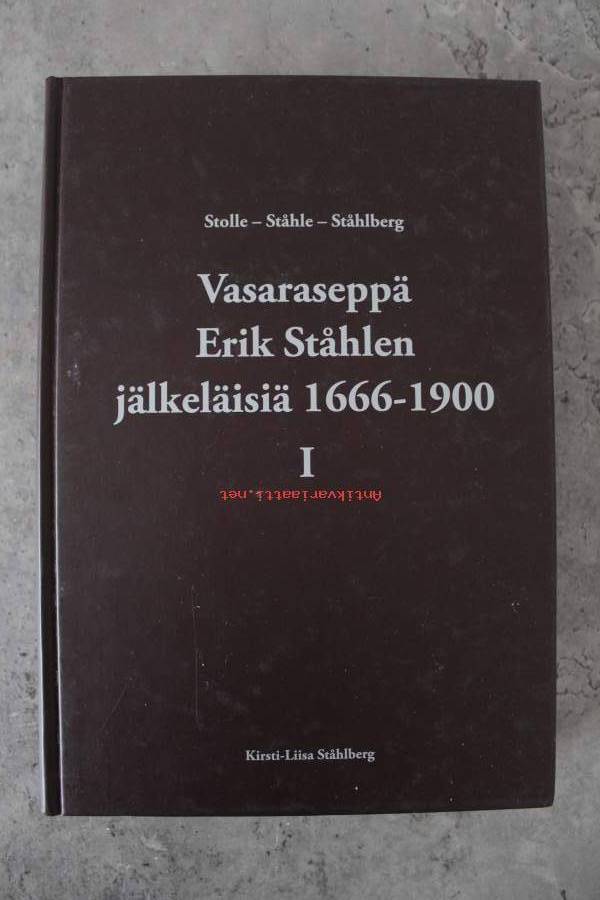 Stolle – Ståhle – Ståhlberg
Vasaraseppä
Erik Ståhlen
jälkeläisiä 1666-1900
I
Antikvariaatti.net
Kirsti-Liisa Ståhlberg